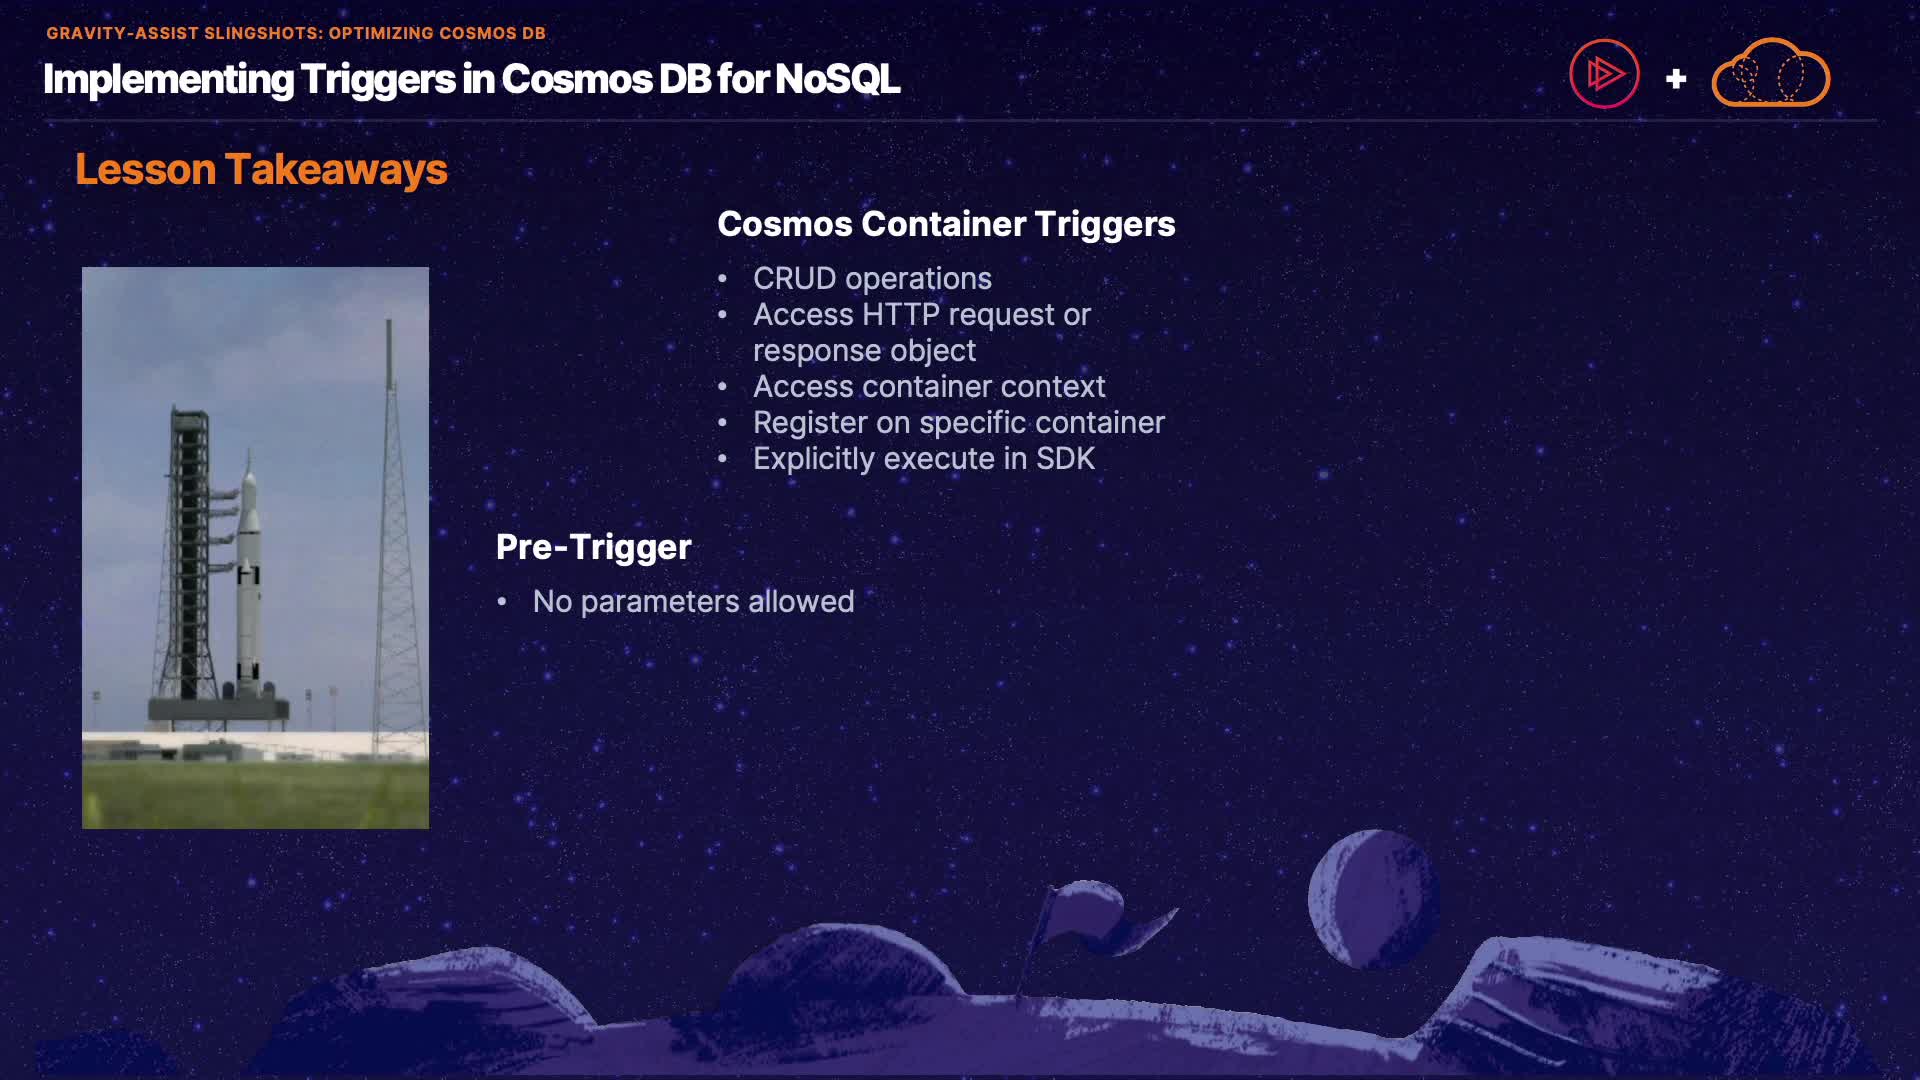 GRAVITY-ASSIST SLINGSHOTS: OPTIMIZING COSMOS DB
Implementing Triggers in Cosmos DB for NoSQL
Lesson Takeaways
Cosmos Container Triggers
• CRUD operations
• Access HTTP request or
response object
• Access container context
• Register on specific container
• Explicitly execute in SDK
Pre-Trigger
• No parameters allowed